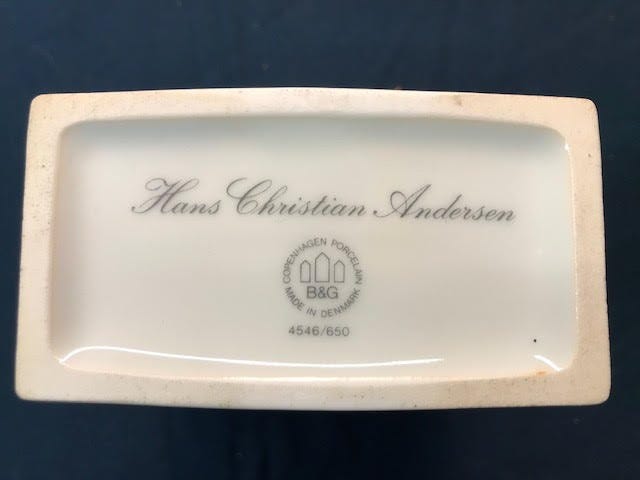 Hans Christian Andersen
COPENHAGEN PORCELAIN
B&G
MADE IN DENMARK
4546/650